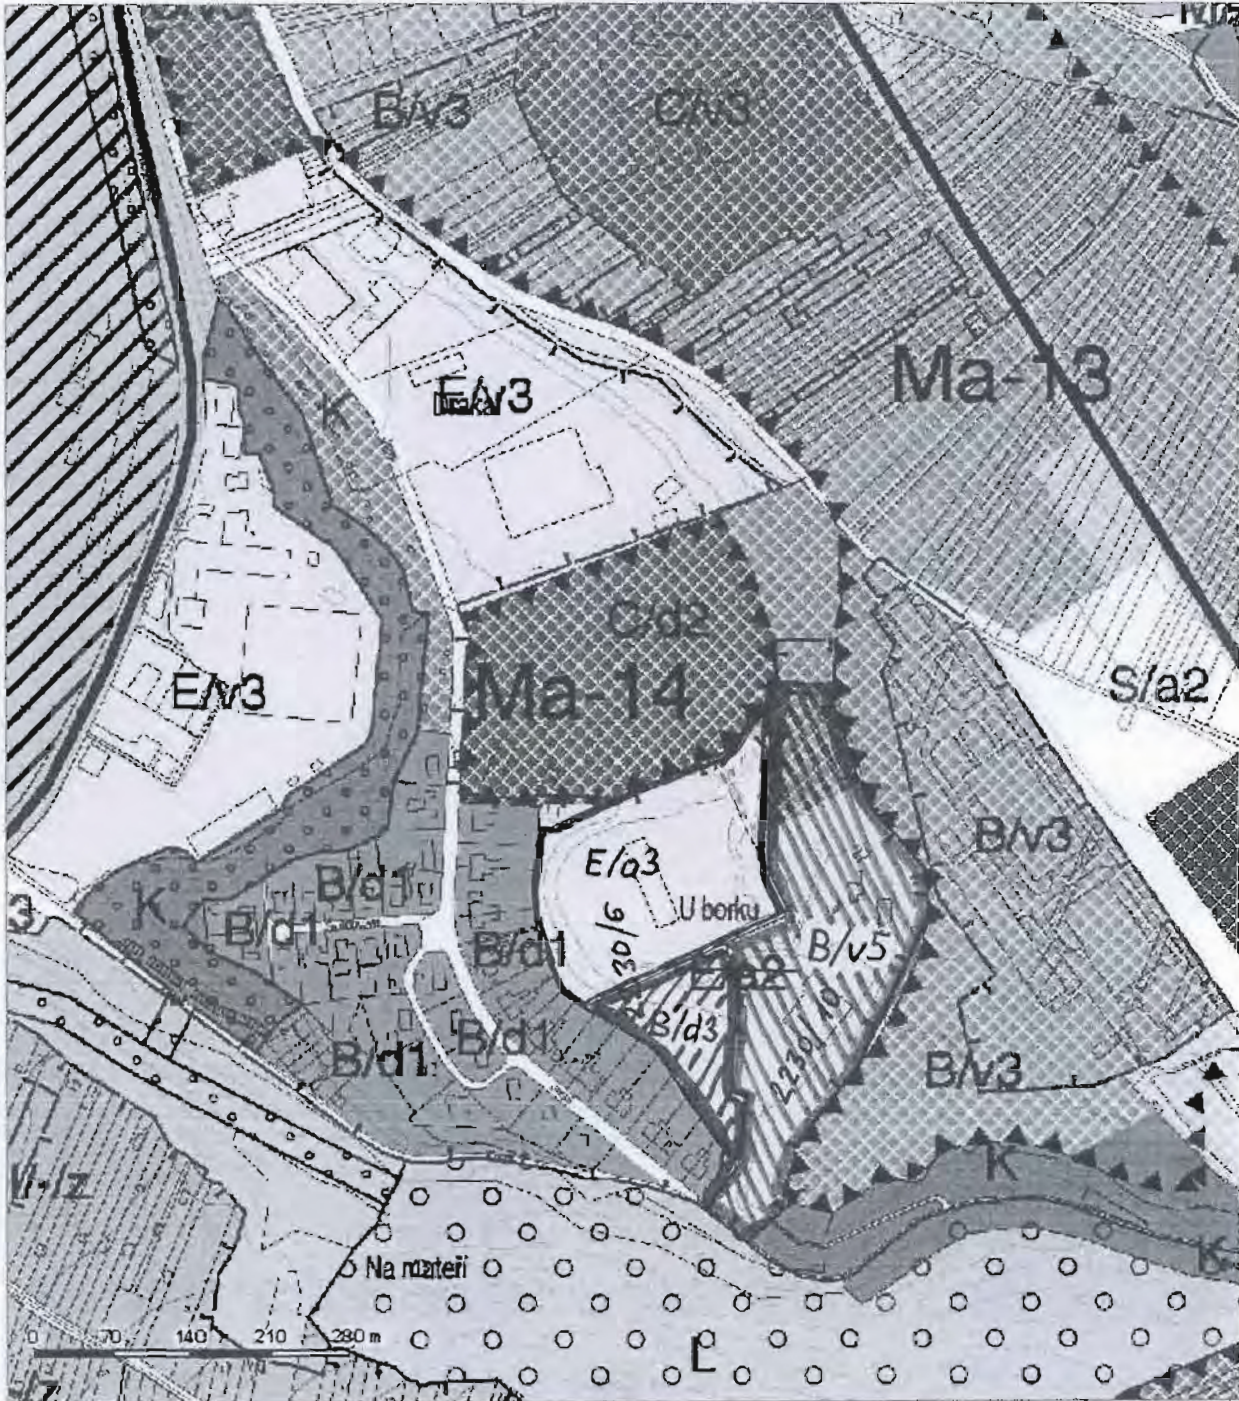 B/v3
C/v3
Ma-13
K
E/v3
C/d2
Ma-14
E/v3
S/a2
B/v3
E/a3
U borku
30/6
B/d1
K
B/d1
B/d1
B/v5
B/d3
2230/10
B/d1
B/d1
B/v3
K
K
Na mateři
0 70 140 210 280 m
L